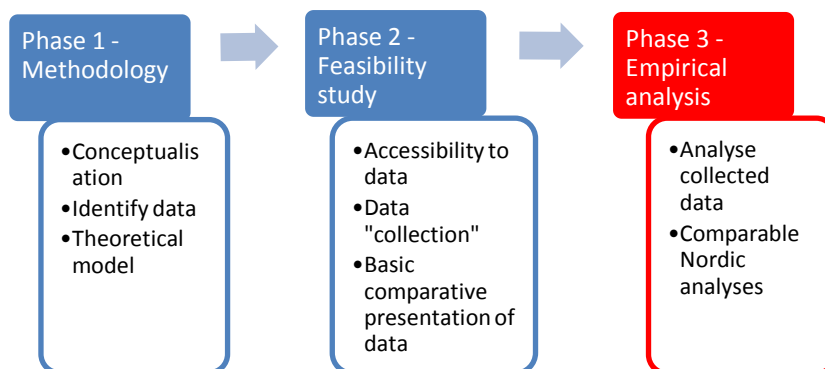 Phase 1 -
Methodology
•Conceptualis
ation
•Identify data
•Theoretical
model
Phase 2 -
Feasibility
study
•Accessibility to
data
•Data
"collection"
•Basic
comparative
presentation of
data
Phase 3 -
Empirical
analysis
•Analyse
collected
data
•Comparable
Nordic
analyses